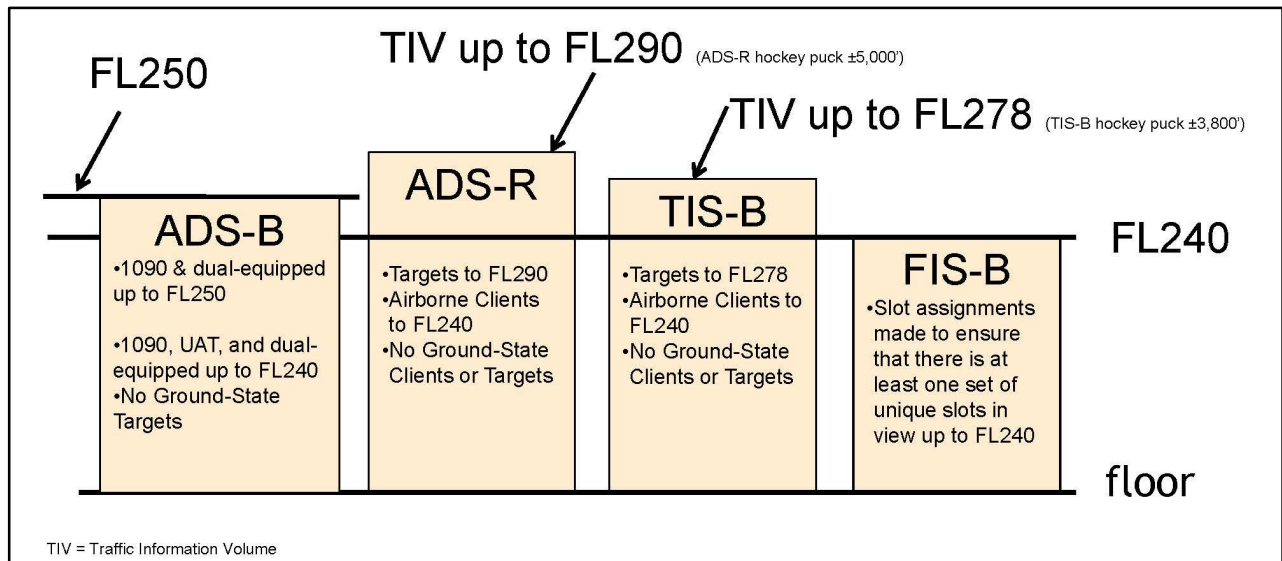 FL250
TIV up to FL290 (ADS-R hockey puck ±5,000’)
TIV up to FL278 (TIS-B hockey puck ±3,800’)
ADS-B
•1090 & dual-equipped
up to FL250
•1090, UAT, and dual-
equipped up to FL240
•No Ground-State
Targets
ADS-R
•Targets to FL290
•Airborne Clients
to FL240
•No Ground-State
Clients or Targets
TIS-B
•Targets to FL278
•Airborne Clients to
FL240
•No Ground-State
Clients or Targets
FL240
FIS-B
•Slot assignments
made to ensure
that there is at
least one set of
unique slots in
view up to FL240
floor
TIV = Traffic Information Volume